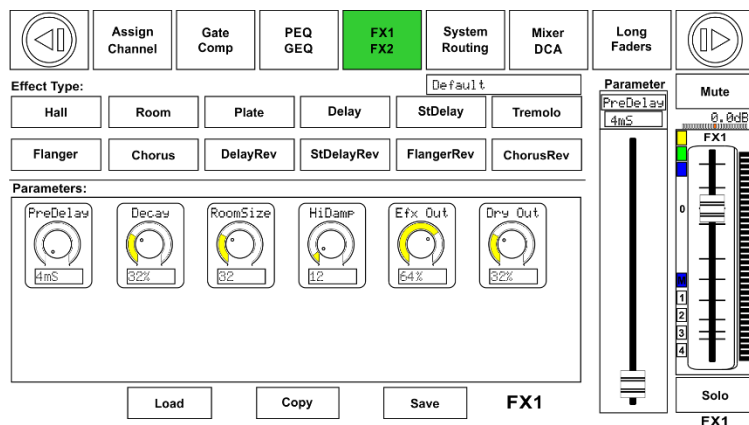 Assign Channel
Gate Comp
PEQ GEQ
FX1 FX2
System Routing
Mixer DCA
Long Faders
Effect Type:
Default
Hall
Room
Plate
Delay
StDelay
Tremolo
Flanger
Chorus
DelayRev
StDelayRev
FlangerRev
ChorusRev
Parameters:
PreDelay
4mS
Decay
32%
RoomSize
32
HiDamp
12
Efx Out
64%
Dry Out
32%
Load
Copy
Save
FX1
Parameter
PreDelay
4mS
Mute
0.0dB
FX1
0
M
1
2
3
4
Solo
FX1